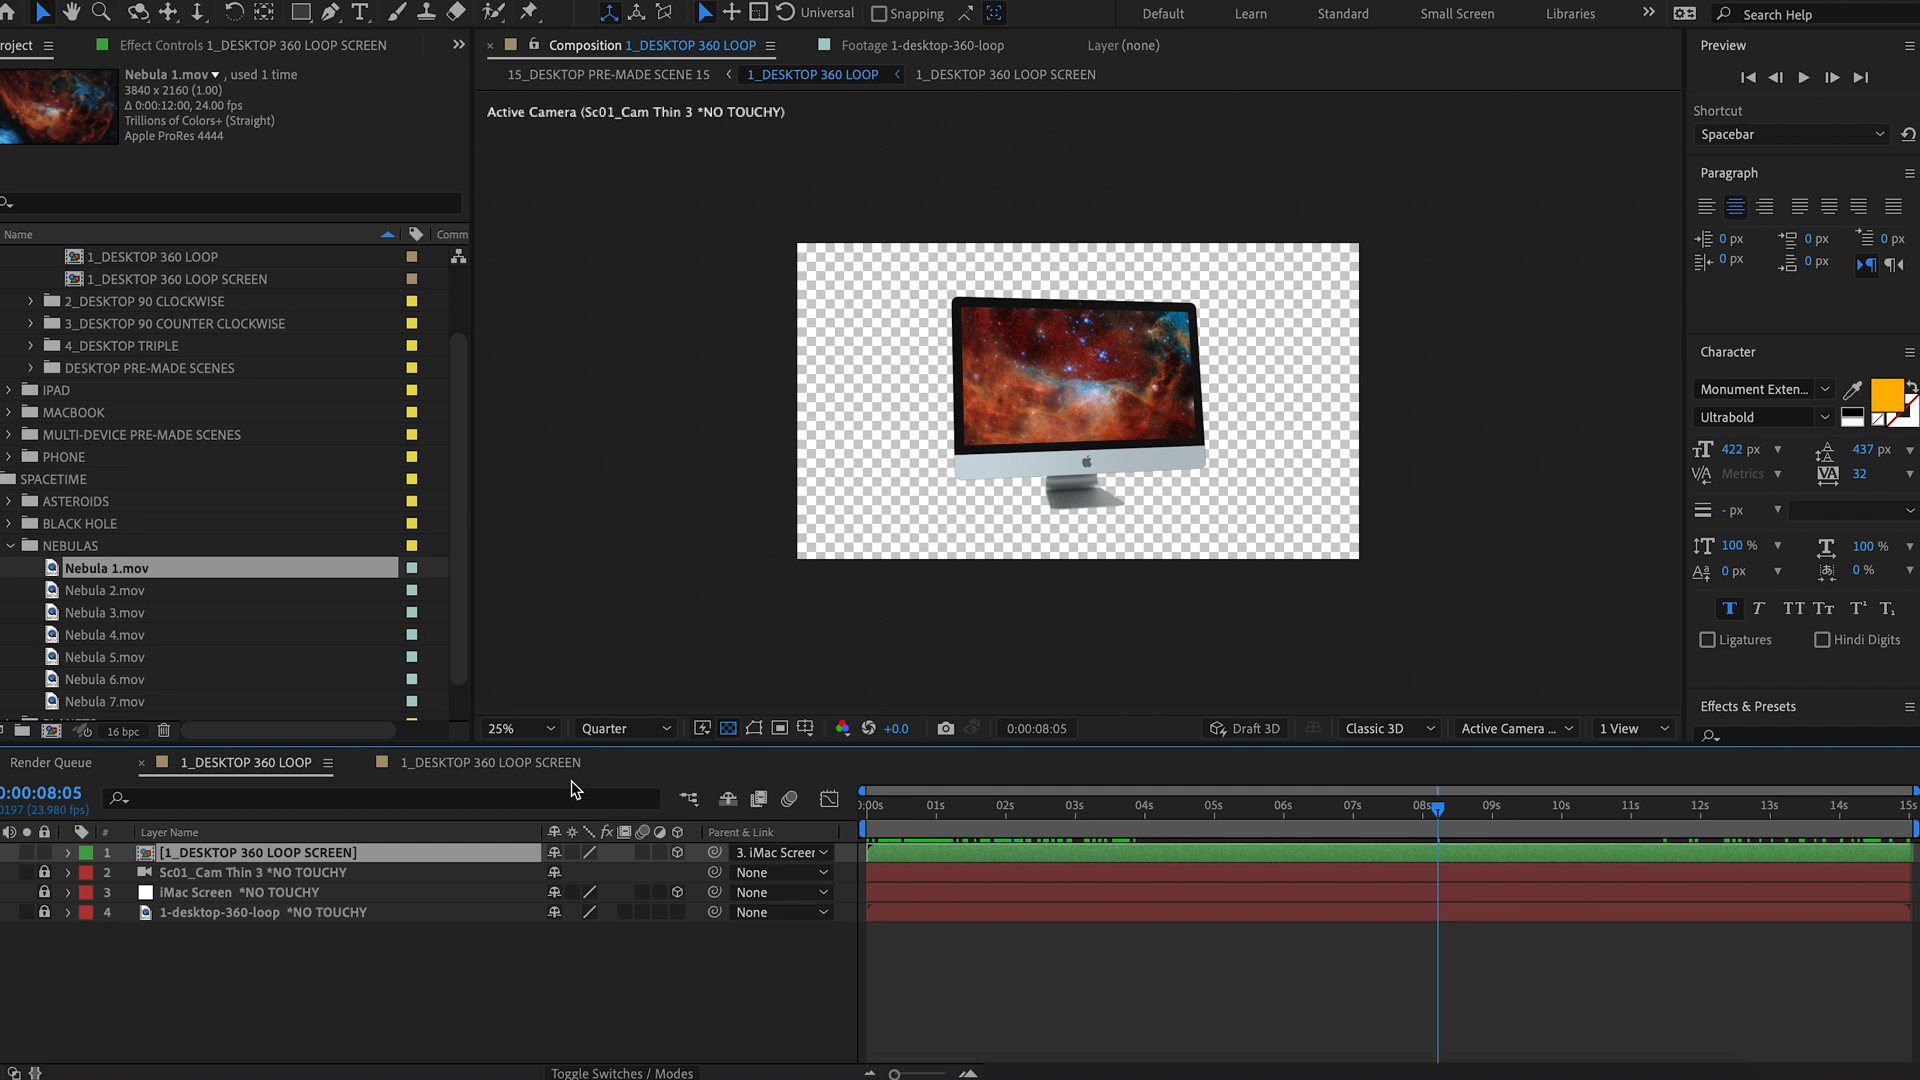 Universal
Snapping
Default
Learn
Standard
Small Screen
Libraries
Search Help
roject
Effect Controls 1_DESKTOP 360 LOOP SCREEN
Composition 1_DESKTOP 360 LOOP
Footage 1-desktop-360-loop
Layer (none)
Preview
Nebula 1.mov , used 1 time
3840 x 2160 (1.00)
Δ 0:00:12:00, 24.00 fps
Trillions of Colors+ (Straight)
Apple ProRes 4444
15_DESKTOP PRE-MADE SCENE 15
1_DESKTOP 360 LOOP
1_DESKTOP 360 LOOP SCREEN
Active Camera (Sc01_Cam Thin 3 *NO TOUCHY)
Shortcut
Spacebar
Paragraph
0 px
0 px
0 px
0 px
0 px
Name
Comm
1_DESKTOP 360 LOOP
1_DESKTOP 360 LOOP SCREEN
2_DESKTOP 90 CLOCKWISE
3_DESKTOP 90 COUNTER CLOCKWISE
4_DESKTOP TRIPLE
DESKTOP PRE-MADE SCENES
IPAD
MACBOOK
MULTI-DEVICE PRE-MADE SCENES
PHONE
SPACETIME
ASTEROIDS
BLACK HOLE
NEBULAS
Nebula 1.mov
Nebula 2.mov
Nebula 3.mov
Nebula 4.mov
Nebula 5.mov
Nebula 6.mov
Nebula 7.mov
16 bpc
Character
Monument Exten...
Ultrabold
422 px
437 px
Metrics
32
- px
100 %
100 %
0 px
0 %
T T TT Tr T¹ T₁
Ligatures
Hindi Digits
Effects & Presets
25%
Quarter
+0.0
0:00:08:05
Draft 3D
Classic 3D
Active Camera ...
1 View
Render Queue
1_DESKTOP 360 LOOP
1_DESKTOP 360 LOOP SCREEN
0:00:08:05
0197 (23.980 fps)
):00s 01s 02s 03s 04s 05s 06s 07s 08s 09s 10s 11s 12s 13s 14s 15s
# Layer Name
fx
Parent & Link
1 [1_DESKTOP 360 LOOP SCREEN]
3. iMac Screer
2 Sc01_Cam Thin 3 *NO TOUCHY
None
3 iMac Screen *NO TOUCHY
None
4 1-desktop-360-loop *NO TOUCHY
None
Toggle Switches / Modes